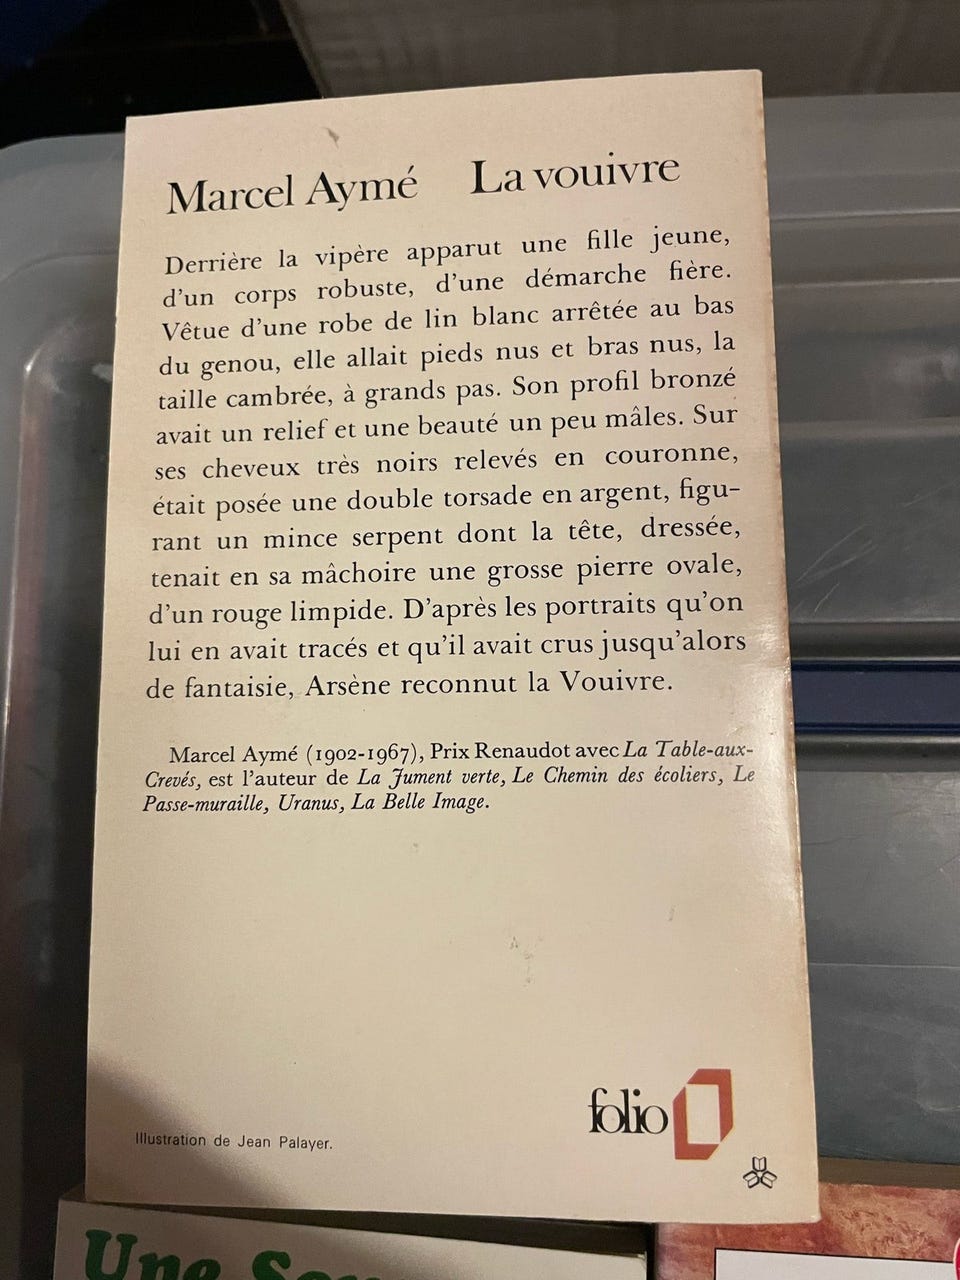 Marcel Aymé La vouivre
Derrière la vipère apparut une fille jeune,
d'un corps robuste, d'une démarche fière.
Vêtue d'une robe de lin blanc arrêtée au bas
du genou, elle allait pieds nus et bras nus, la
taille cambrée, à grands pas. Son profil bronzé
avait un relief et une beauté un peu mâles. Sur
ses cheveux très noirs relevés en couronne,
était posée une double torsade en argent, figu-
rant un mince serpent dont la tête, dressée,
tenait en sa mâchoire une grosse pierre ovale,
d'un rouge limpide. D'après les portraits qu'on
lui en avait tracés et qu'il avait crus jusqu'alors
de fantaisie, Arsène reconnut la Vouivre.
Marcel Aymé (1902-1967), Prix Renaudot avec La Table-aux-
Crevés, est l'auteur de La Jument verte, Le Chemin des écoliers, Le
Passe-muraille, Uranus, La Belle Image.
folio
Illustration de Jean Palayer.
Une